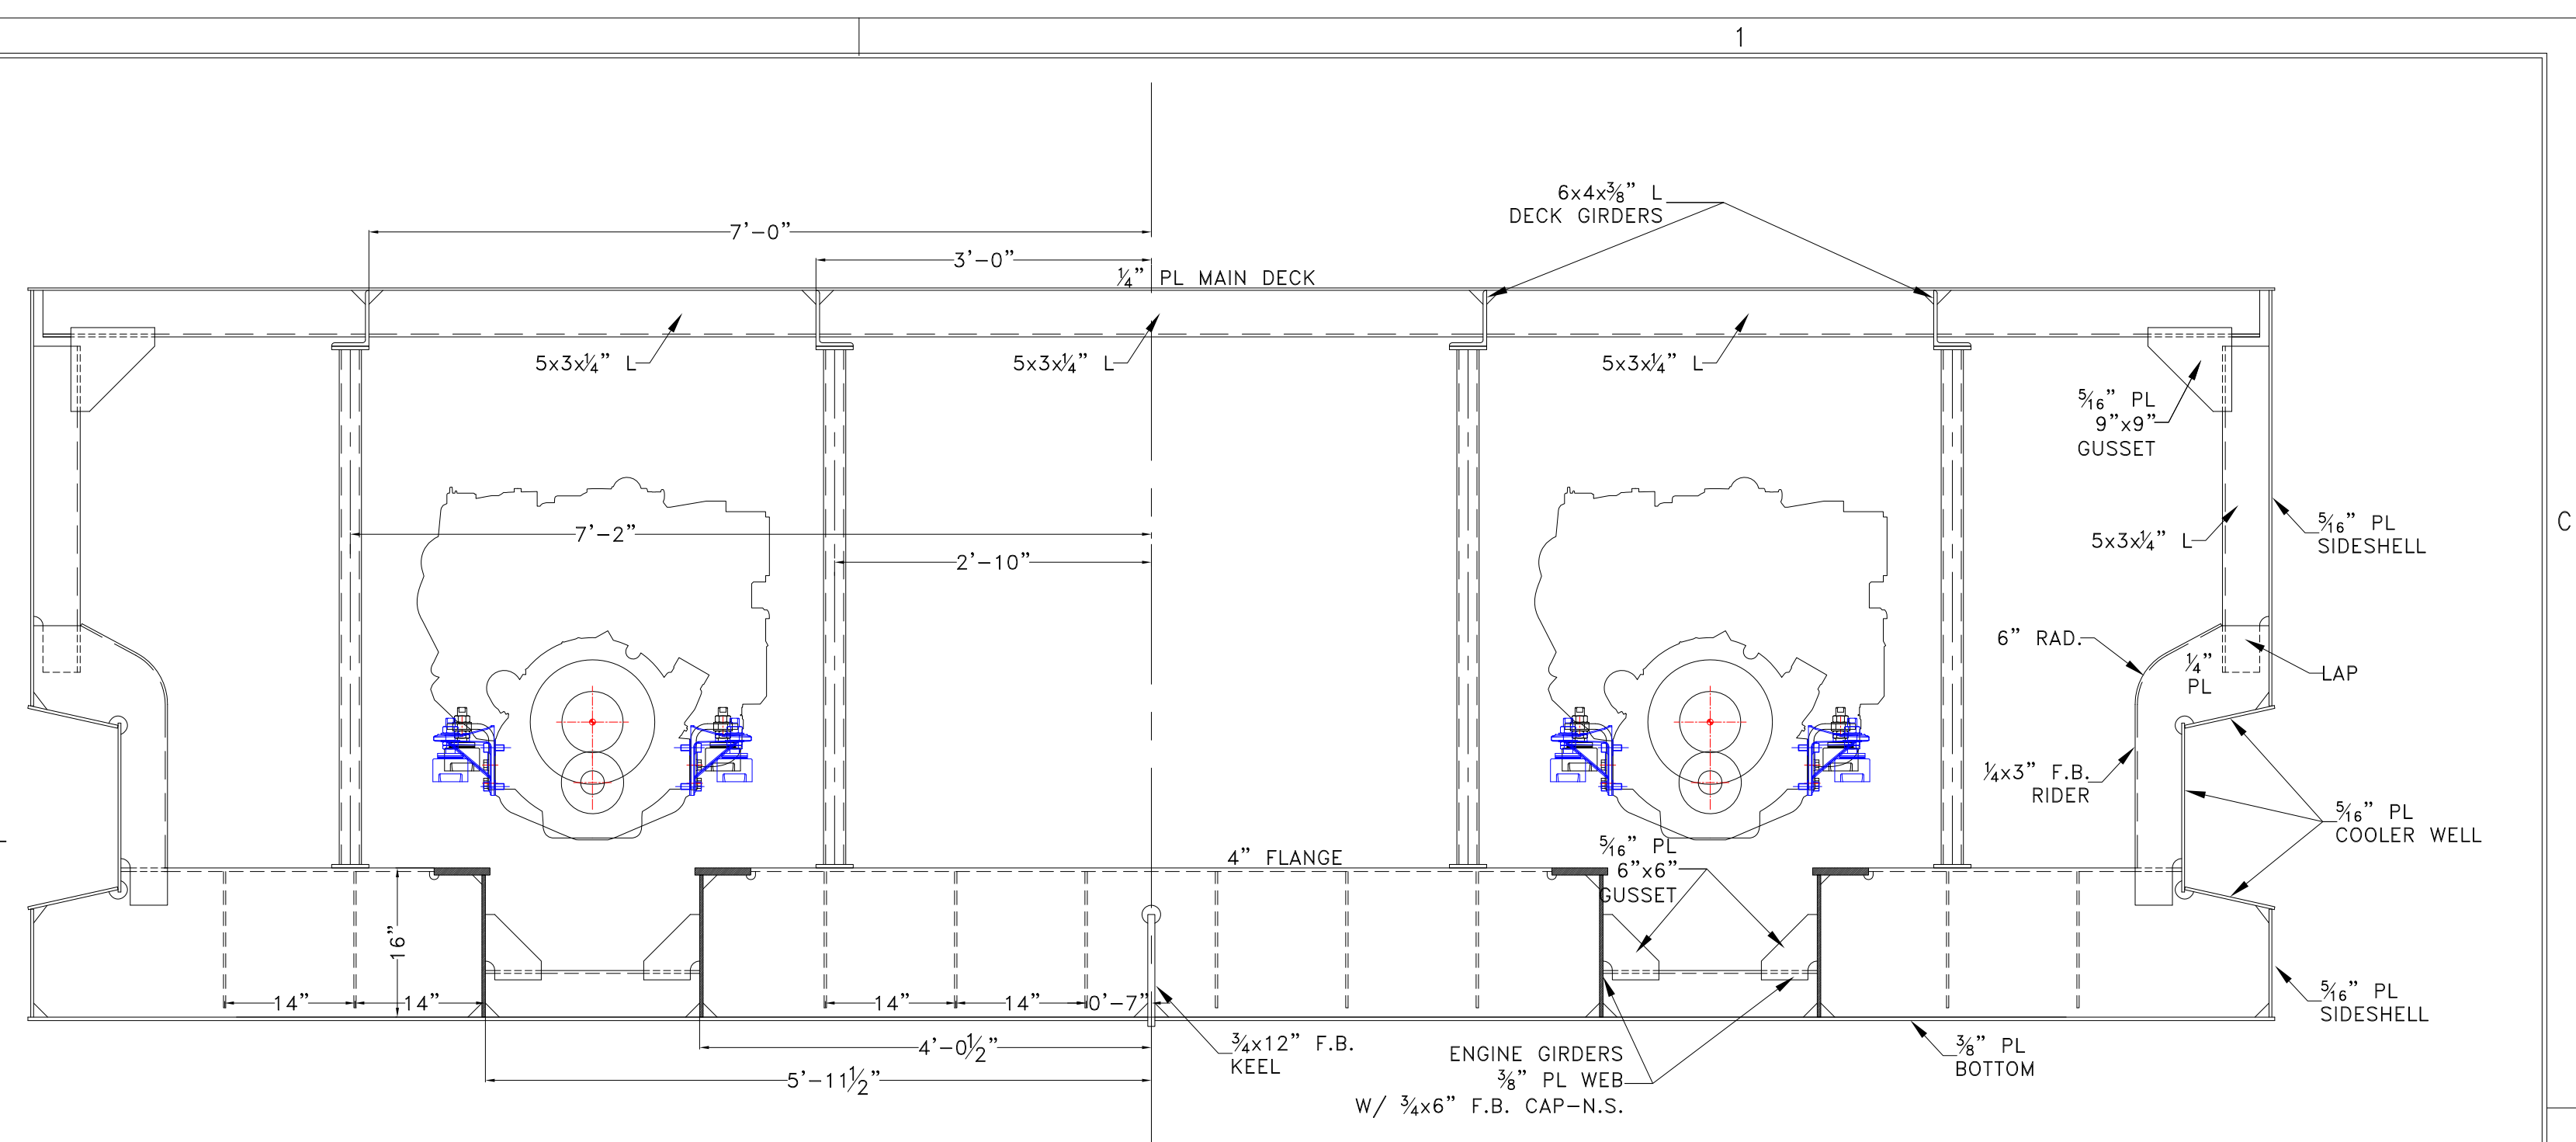 1
6x4x⅜” L
DECK GIRDERS
7’-0”
3’-0”
¼” PL MAIN DECK
5x3x¼” L
5x3x¼” L
5x3x¼” L
5⁄16” PL
9”x9”
GUSSET
C
5⁄16” PL
SIDESHELL
7’-2”
5x3x¼” L
2’-10”
6” RAD.
¼”
PL
LAP
¼x3” F.B.
RIDER
5⁄16” PL
COOLER WELL
4” FLANGE
5⁄16” PL
6”x6”
GUSSET
16”
14”
14”
14”
14”
0’-7”
5⁄16” PL
SIDESHELL
4’-0½”
¾x12” F.B.
KEEL
⅜” PL
BOTTOM
5’-11½”
ENGINE GIRDERS
⅜” PL WEB
W/ ¾x6” F.B. CAP-N.S.